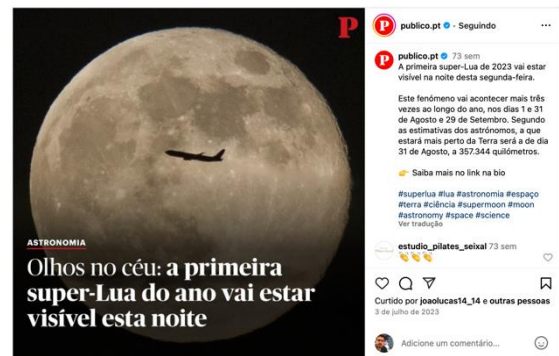 P
ASTRONOMIA
Olhos no céu: a primeira
super-Lua do ano vai estar
visível esta noite
P
publico.pt • Seguindo
P
publico.pt 73 sem
A primeira super-Lua de 2023 vai estar
visível na noite desta segunda-feira.
Este fenómeno vai acontecer mais três
vezes ao longo do ano, nos dias 1 e 31
de Agosto e 29 de Setembro. Segundo
as estimativas dos astrónomos, a que
estará mais perto da Terra será a de dia
31 de Agosto, a 357.344 quilómetros.
👉 Saiba mais no link na bio
#superlua #lua #astronomia #espaço
#terra #ciência #supermoon #moon
#astronomy #space #science
Ver tradução
estudio_pilates_seixal 73 sem
👏👏👏
Curtido por joaolucas14_14 e outras pessoas
3 de julho de 2023
Adicione um comentário...